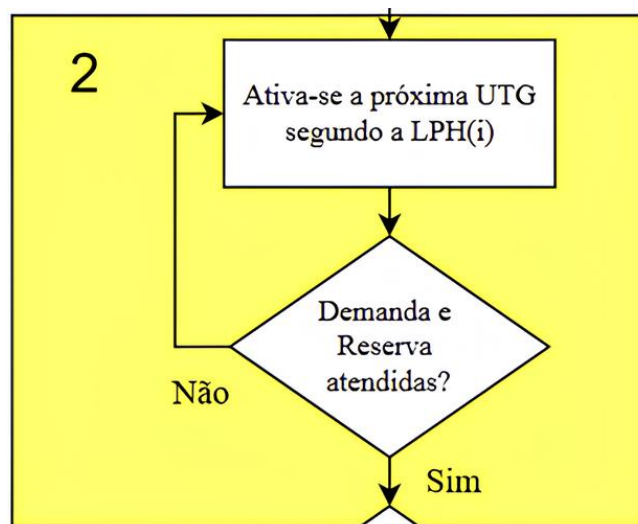 2
Ativa-se a próxima UTG
segundo a LPH(i)
Demanda e
Reserva
atendidas?
Não
Sim